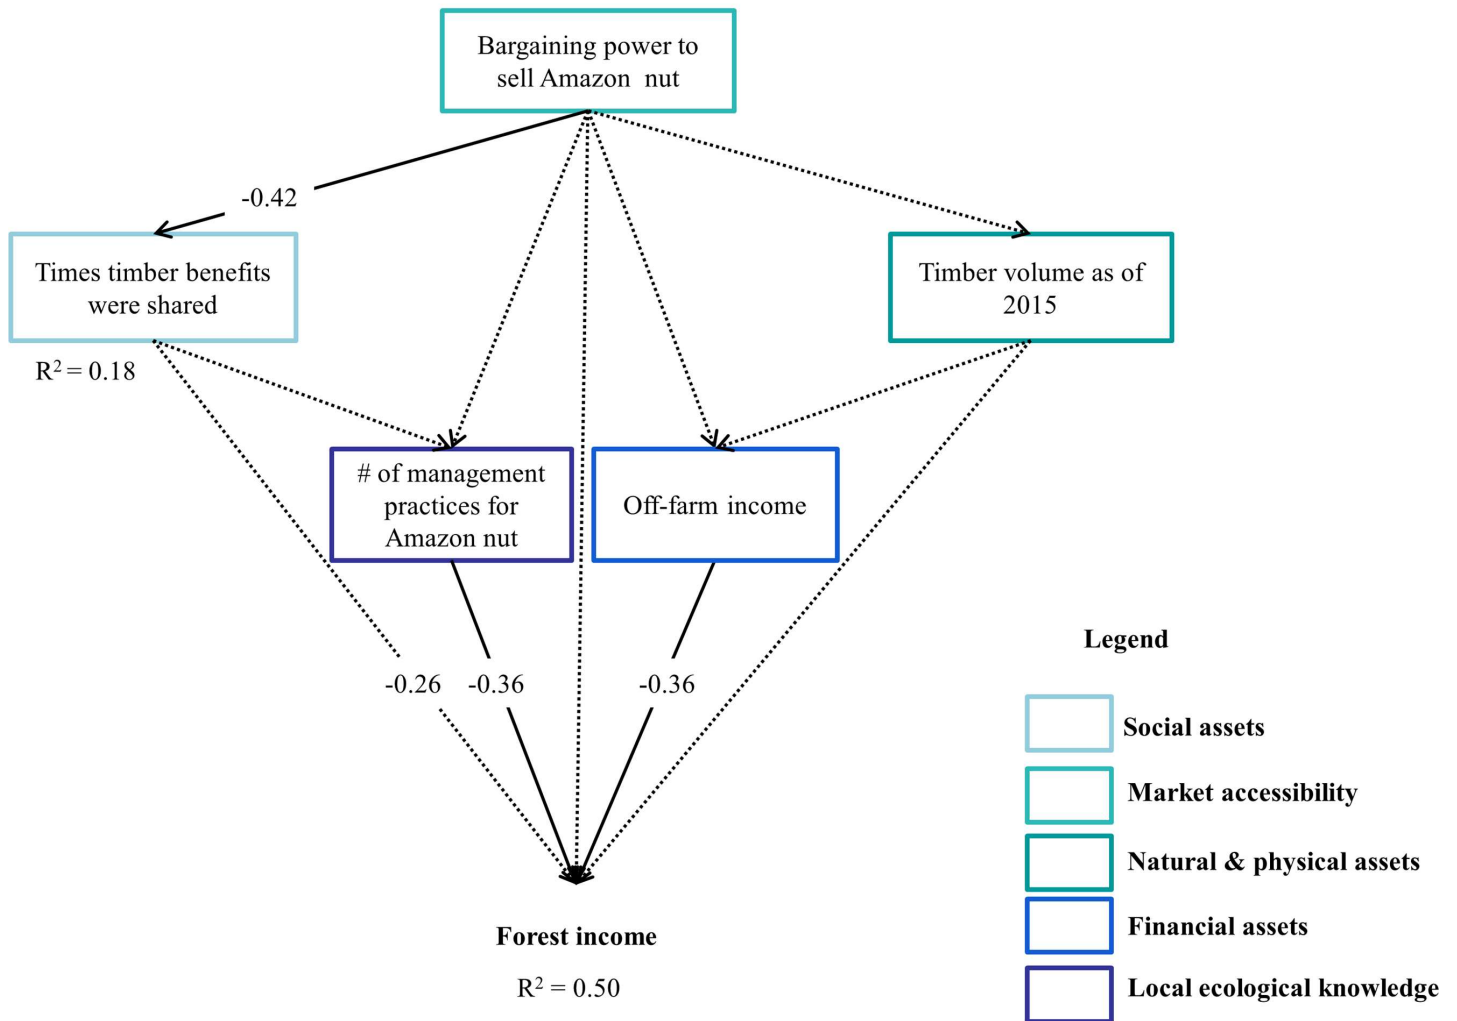 Bargaining power to
sell Amazon nut
-0.42
Times timber benefits
were shared
R² = 0.18
Timber volume as of
2015
# of management
practices for
Amazon nut
Off-farm income
-0.26
-0.36
-0.36
Forest income
R² = 0.50
Legend
Social assets
Market accessibility
Natural & physical assets
Financial assets
Local ecological knowledge